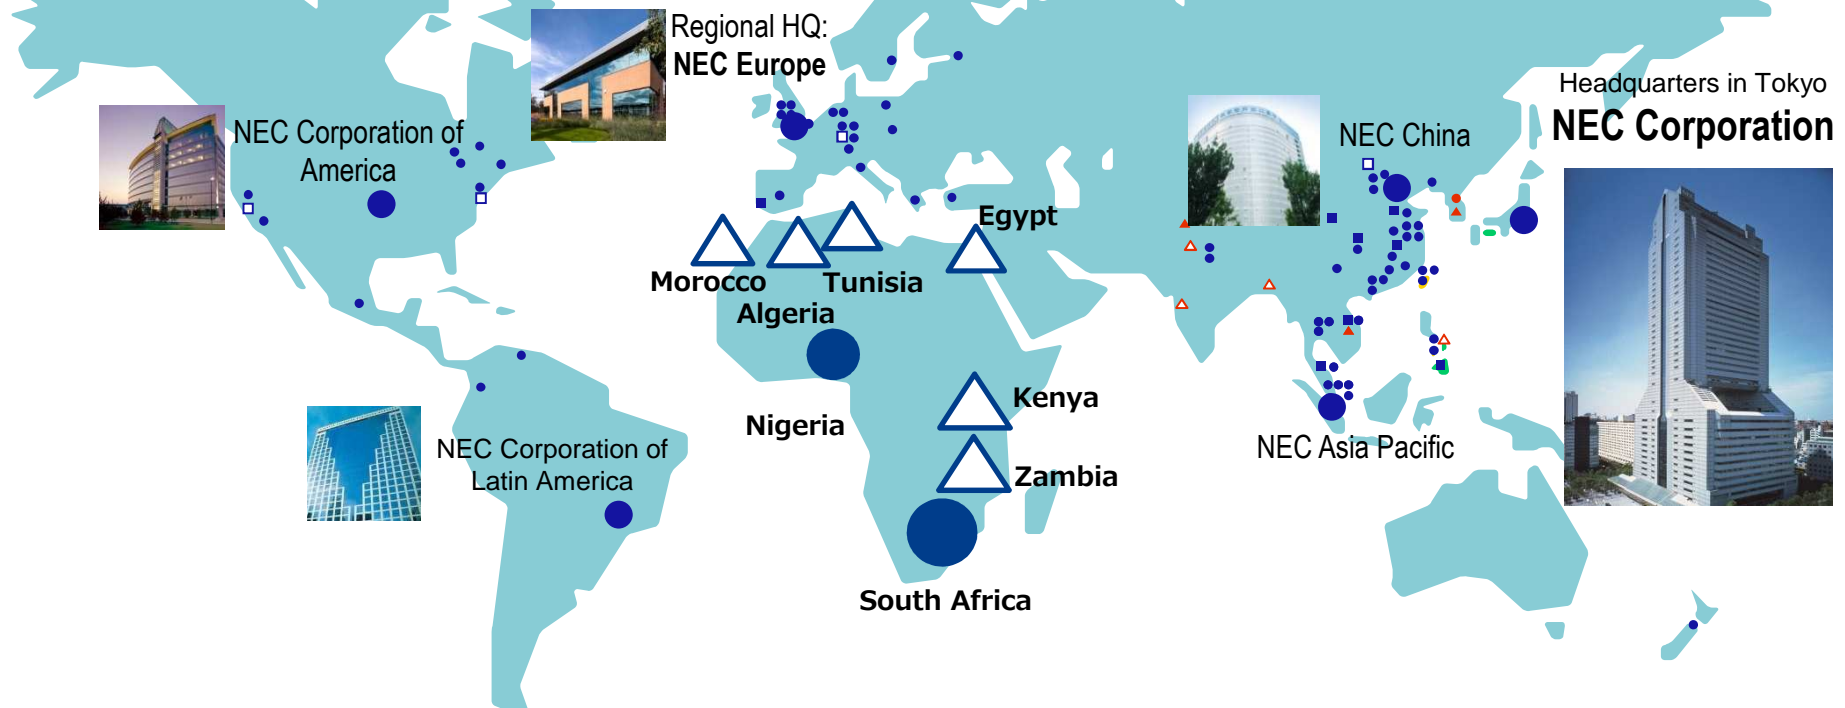 Regional HQ:
NEC Europe
Headquarters in Tokyo
NEC Corporation
NEC Corporation of
America
NEC China
Egypt
Morocco
Tunisia
Algeria
Kenya
Nigeria
NEC Corporation of
Latin America
NEC Asia Pacific
Zambia
South Africa